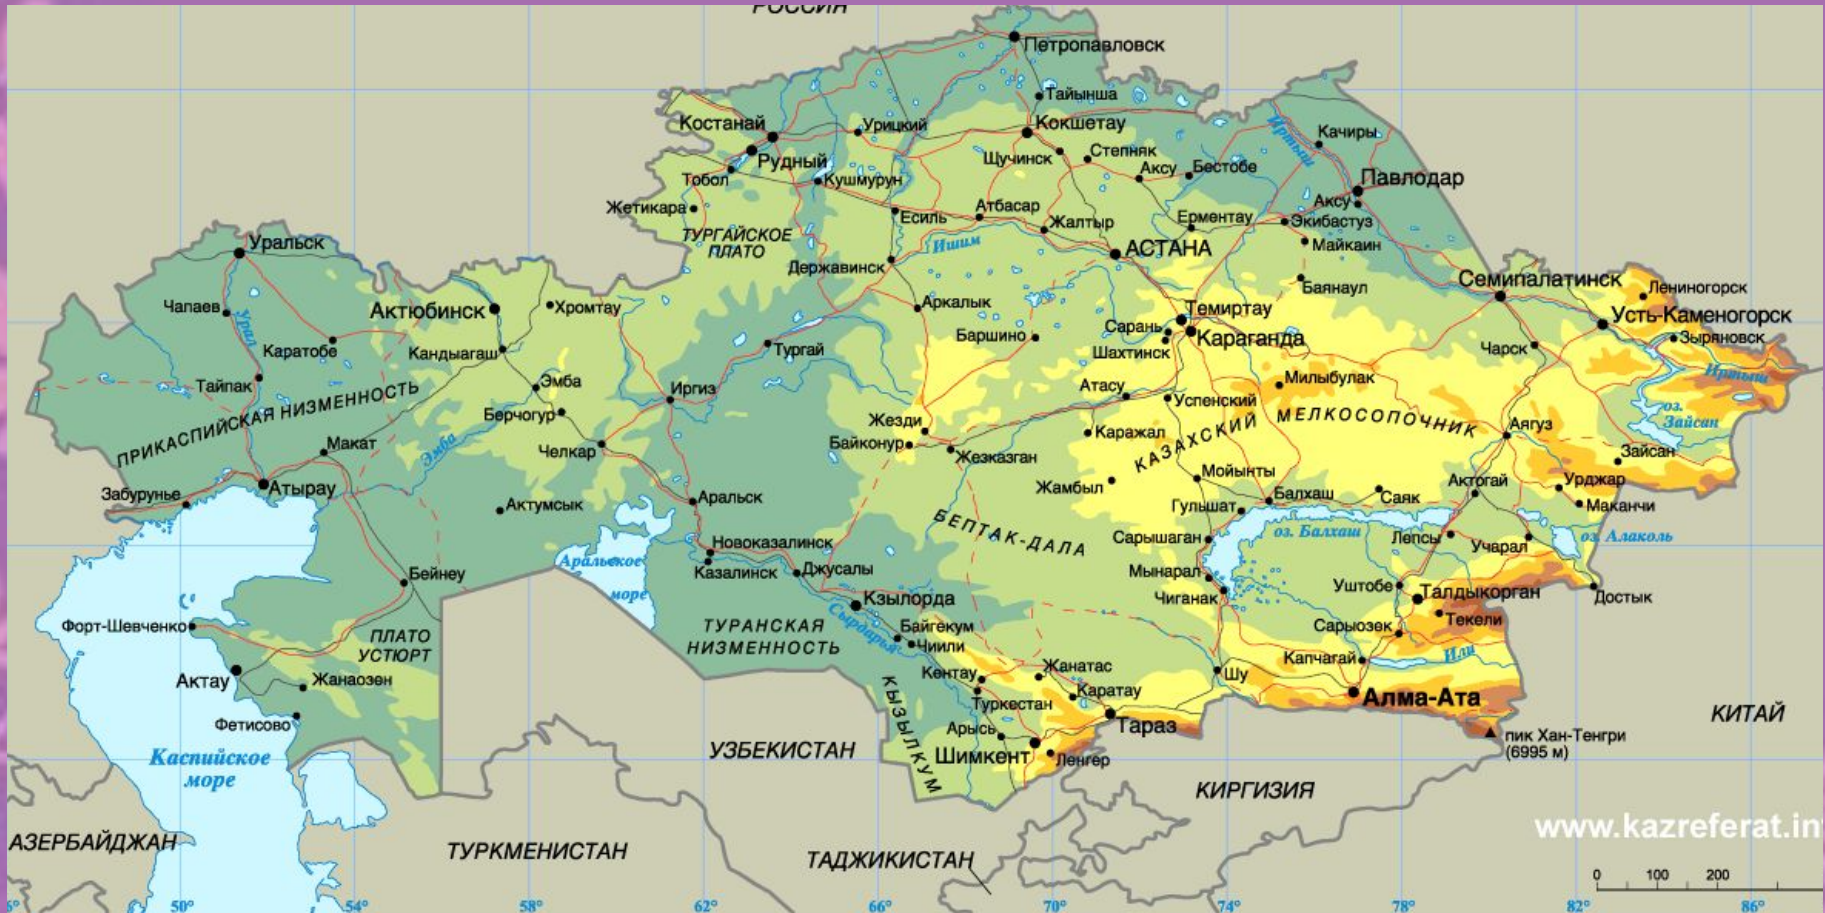 РОССИЯ
Петропавловск
Тайынша
Костанай
Урицкий
Кокшетау
Качиры
Иртыш
Рудный
Щучинск
Степняк
Аксу
Бестобе
Павлодар
Тобол
Кушмурун
Аксу
Жетикара
Есиль
Атбасар
Жалтыр
Ерментау
Экибастуз
ТУРГАЙСКОЕ
ПЛАТО
Ишим
АСТАНА
Майкаин
Уральск
Державинск
Семипалатинск
Баянаул
Лениногорск
Чапаев
Урал
Актюбинск
Хромтау
Аркалык
Темиртау
Усть-Каменогорск
Сарань
Караганда
Баршино
Зыряновск
Каратобе
Кандыагаш
Тургай
Шахтинск
Чарск
Иртыш
Тайпак
Эмба
Иргиз
Атасу
Милыбулак
ПРИКАСПИЙСКАЯ НИЗМЕННОСТЬ
Берчогур
Успенский
оз.
Зайсан
Жезди
КАЗАХСКИЙ МЕЛКОСОПОЧНИК
Аягуз
Макат
Эмба
Челкар
Байконур
Каражал
Жезказган
Зайсан
Мойынты
Забурунье
Атырау
Жамбыл
Актогай
Урджар
Актумсык
Аральск
Балхаш
Саяк
Гульшат
Маканчи
БЕПТАК-ДАЛА
оз. Балхаш
Лепсы
оз. Алаколь
Новоказалинск
Сарышаган
Учарал
Аральское
море
Казалинск
Джусалы
Мынарал
Бейнеу
Уштобе
Талдыкорган
Достык
Кзылорда
Чиганак
Форт-Шевченко
Сырдарья
Байгекум
Текели
ПЛАТО
УСТЮРТ
ТУРАНСКАЯ
НИЗМЕННОСТЬ
Чиили
Сарыозек
Или
Капчагай
Актау
Жанаозен
Кентау
Жанатас
Шу
КЫЗЫЛКУМ
Туркестан
Каратау
Алма-Ата
Фетисово
Арысь
Тараз
КИТАЙ
Каспийское
море
УЗБЕКИСТАН
Шимкент
Ленгер
пик Хан-Тенгри
(6995 м)
КИРГИЗИЯ
www.kazreferat.in
АЗЕРБАЙДЖАН
ТУРКМЕНИСТАН
ТАДЖИКИСТАН
0 100 200
6° 50° 54° 58° 62° 66° 70° 74° 78° 82° 86°